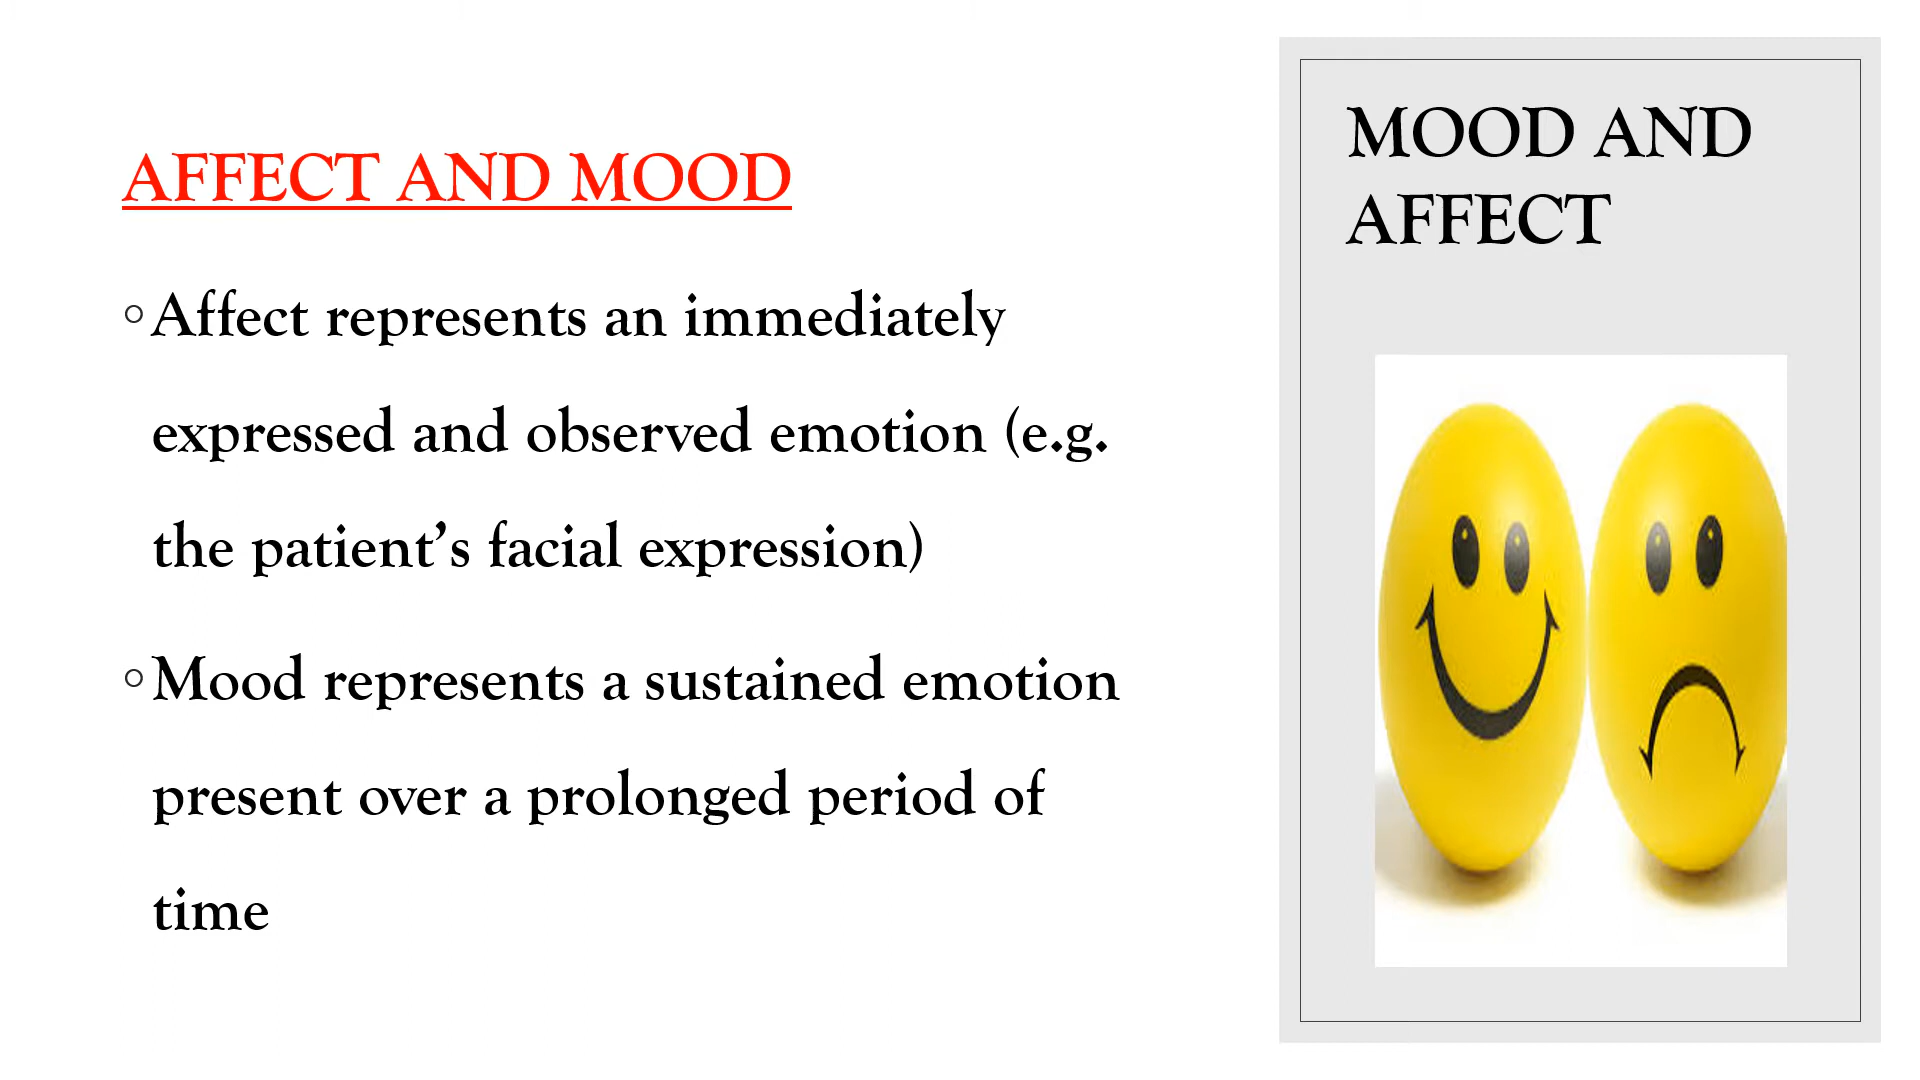 AFFECT AND MOOD
◦Affect represents an immediately
expressed and observed emotion (e.g.
the patient’s facial expression)
◦Mood represents a sustained emotion
present over a prolonged period of
time
MOOD AND
AFFECT